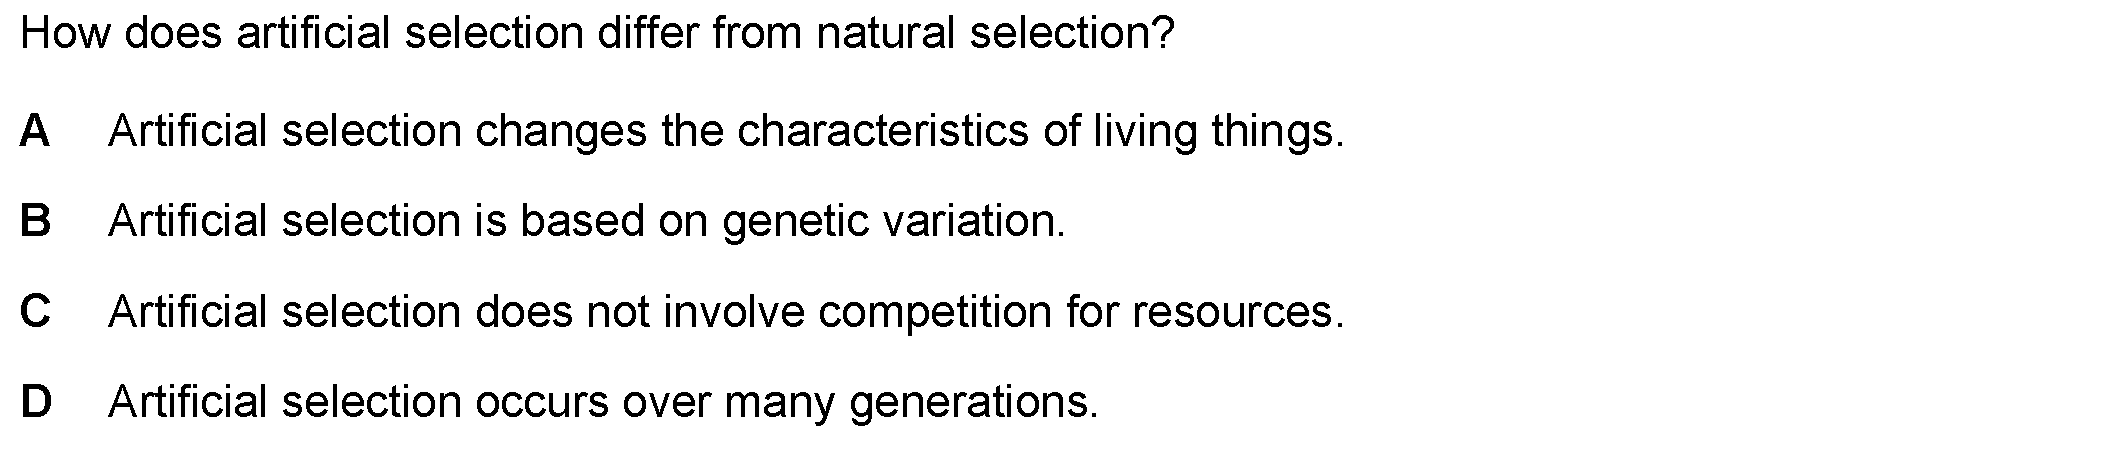 How does artificial selection differ from natural selection?
A Artificial selection changes the characteristics of living things.
B Artificial selection is based on genetic variation.
C Artificial selection does not involve competition for resources.
D Artificial selection occurs over many generations.